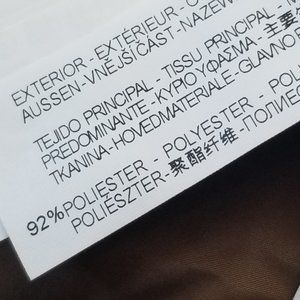 EXTERIOR - EXTÉRIEUR -
AUSSEN - VNĚJŠÍ ČÁST - NAZEW
TEJIDO PRINCIPAL - TISSU PRINCIPAL -
PREDOMINANTE - ΚΥΡΙΟ ΥΦΑΣΜΑ - 主要
TKANINA - HOVEDMATERIALE - GLAVNO
92% POLIESTER - POLYESTER - POL
POLIÉSZTER - 聚酯纤维 - ПОЛИЕС